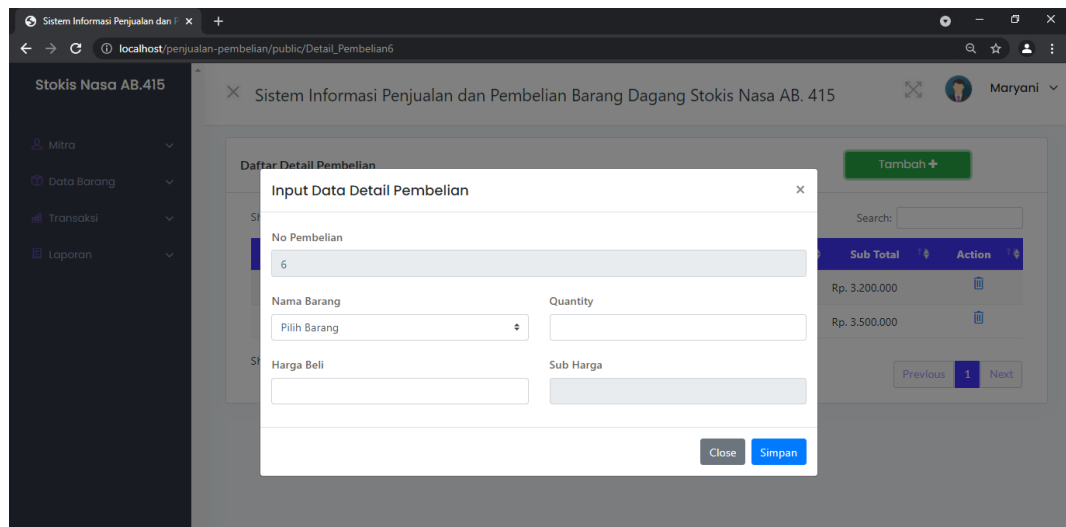 Sistem Informasi Penjualan dan P
localhost/penjualan-pembelian/public/Detail_Pembelian6
Stokis Nasa AB.415
Sistem Informasi Penjualan dan Pembelian Barang Dagang Stokis Nasa AB. 415
Maryani
Mitra
Data Barang
Transaksi
Laporan
Daftar Detail Pembelian
Tambah
Search:
Sub Total
Action
Rp. 3.200.000
Rp. 3.500.000
Previous 1 Next
Input Data Detail Pembelian
No Pembelian
6
Nama Barang
Quantity
Pilih Barang
Harga Beli
Sub Harga
Close
Simpan